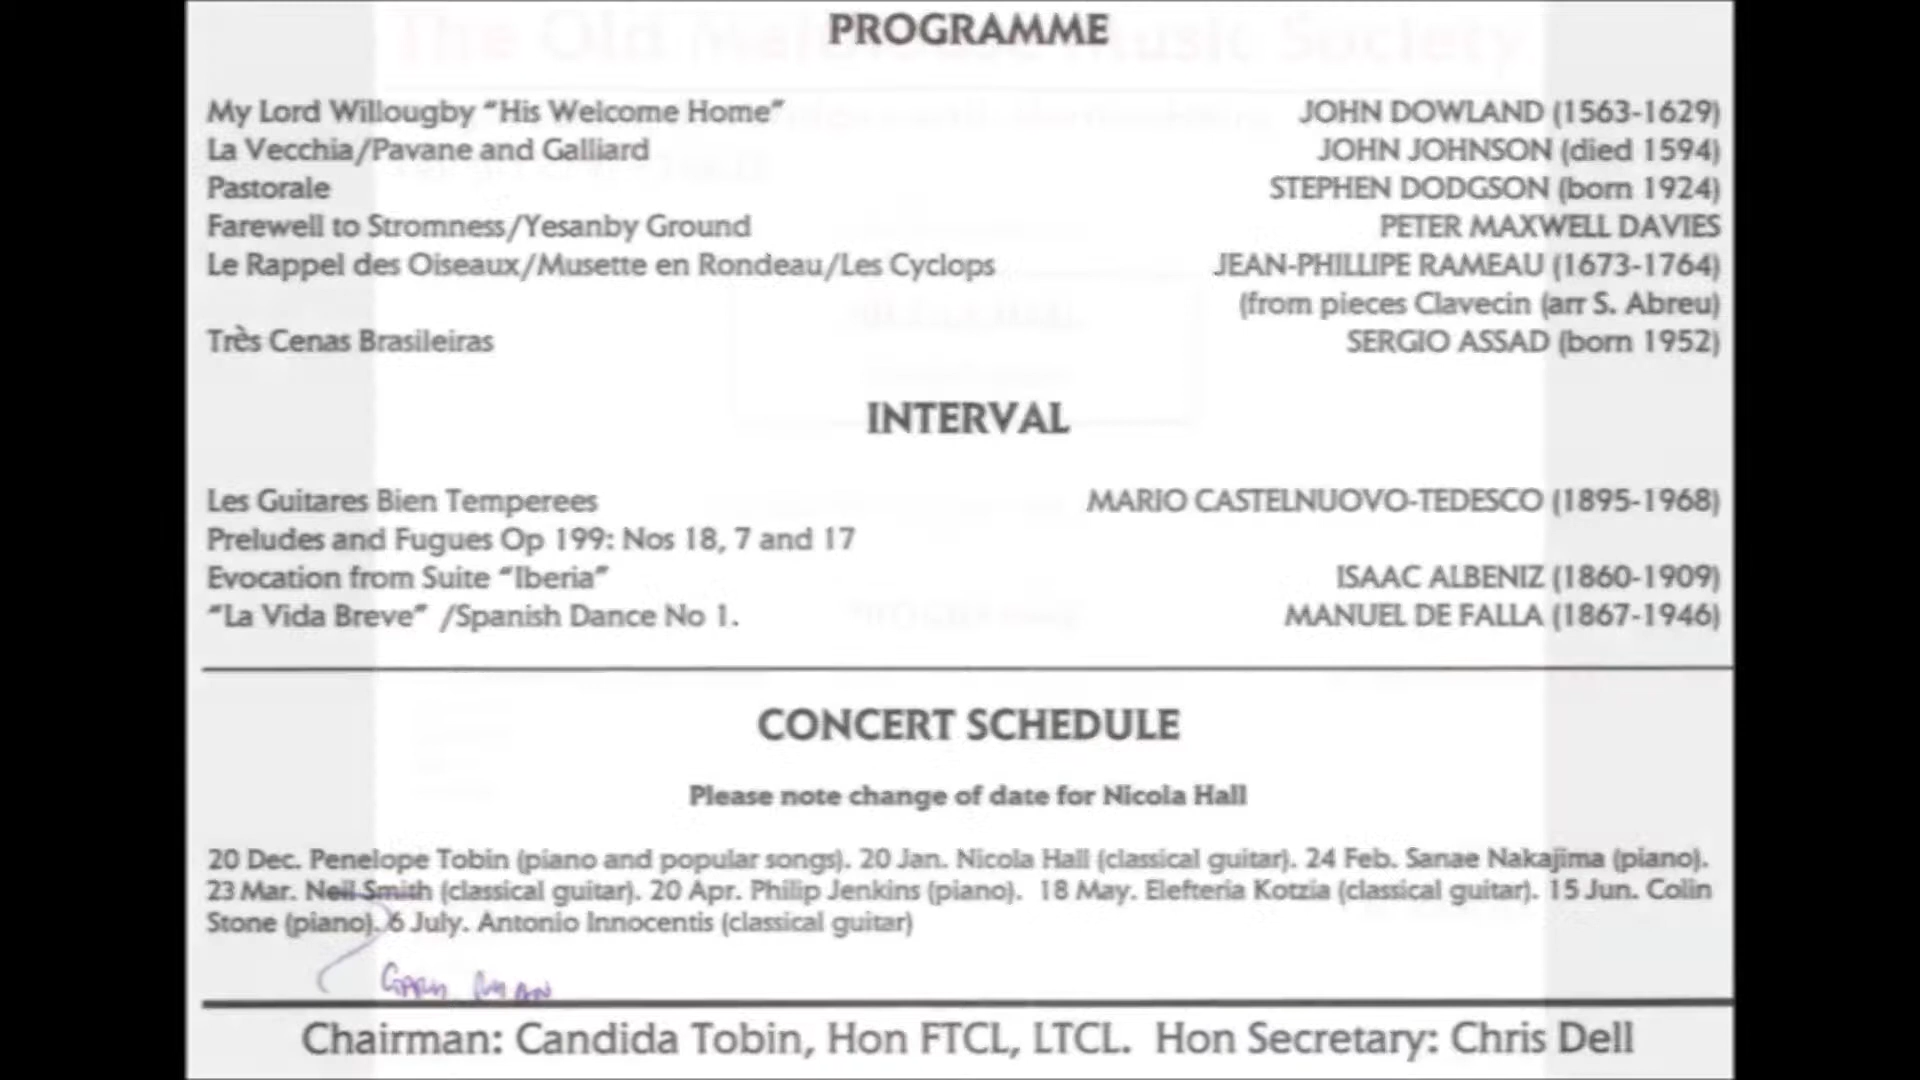 The Old Malthouse Music Society
PROGRAMME
My Lord Willougby “His Welcome Home” JOHN DOWLAND (1563-1629)
La Vecchia/Pavane and Galliard JOHN JOHNSON (died 1594)
Pastorale STEPHEN DODGSON (born 1924)
Farewell to Stromness/Yesanby Ground PETER MAXWELL DAVIES
Le Rappel des Oiseaux/Musette en Rondeau/Les Cyclops JEAN-PHILLIPE RAMEAU (1673-1764)
(from pieces Clavecin (arr S. Abreu)
Très Cenas Brasileiras SERGIO ASSAD (born 1952)
INTERVAL
Les Guitares Bien Temperees MARIO CASTELNUOVO-TEDESCO (1895-1968)
Preludes and Fugues Op 199: Nos 18, 7 and 17
Evocation from Suite “Iberia” ISAAC ALBENIZ (1860-1909)
“La Vida Breve” /Spanish Dance No 1. MANUEL DE FALLA (1867-1946)
CONCERT SCHEDULE
Please note change of date for Nicola Hall
20 Dec. Penelope Tobin (piano and popular songs). 20 Jan. Nicola Hall (classical guitar). 24 Feb. Sanae Nakajima (piano).
23 Mar. Neil Smith (classical guitar). 20 Apr. Philip Jenkins (piano). 18 May. Elefteria Kotzia (classical guitar). 15 Jun. Colin
Stone (piano). 6 July. Antonio Innocentis (classical guitar)
GARY RYAN
Chairman: Candida Tobin, Hon FTCL, LTCL. Hon Secretary: Chris Dell